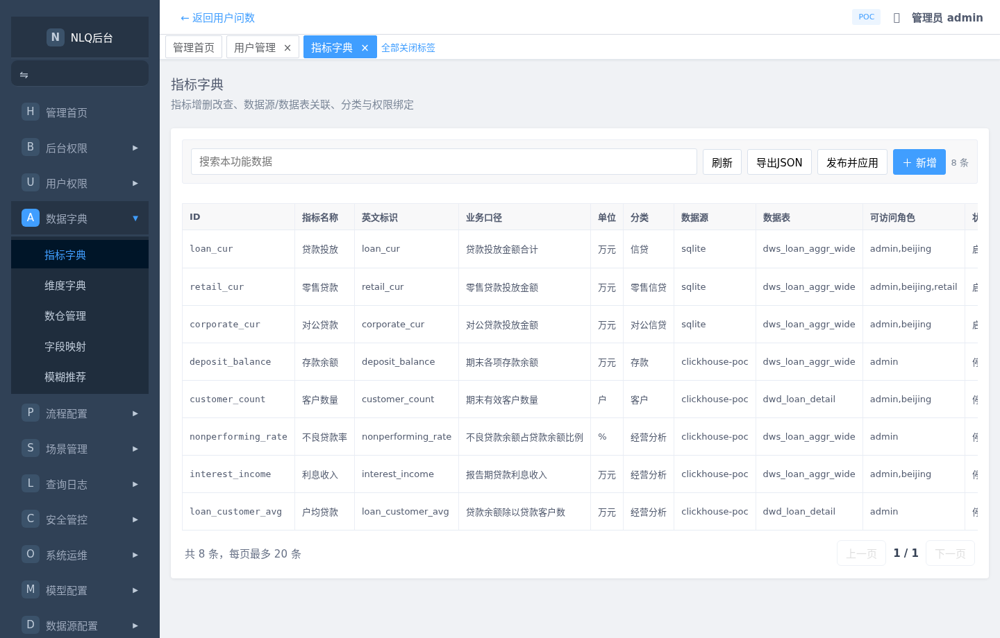 N NLQ后台
⇋
H 管理首页
B 后台权限 ▶
U 用户权限 ▶
A 数据字典 ▼
指标字典
维度字典
数仓管理
字段映射
模糊推荐
P 流程配置 ▶
S 场景管理 ▶
L 查询日志 ▶
C 安全管控 ▶
O 系统运维 ▶
M 模型配置 ▶
D 数据源配置 ▶
← 返回用户问数 POC 管理员 admin
管理首页 用户管理 × 指标字典 × 全部关闭标签
指标字典
指标增删改查、数据源/数据表关联、分类与权限绑定
搜索本功能数据 刷新 导出JSON 发布并应用 ＋ 新增 8 条
ID 指标名称 英文标识 业务口径 单位 分类 数据源 数据表 可访问角色
loan_cur 贷款投放 loan_cur 贷款投放金额合计 万元 信贷 sqlite dws_loan_aggr_wide admin,beijing
retail_cur 零售贷款 retail_cur 零售贷款投放金额 万元 零售信贷 sqlite dws_loan_aggr_wide admin,beijing,retail
corporate_cur 对公贷款 corporate_cur 对公贷款投放金额 万元 对公信贷 sqlite dws_loan_aggr_wide admin,beijing
deposit_balance 存款余额 deposit_balance 期末各项存款余额 万元 存款 clickhouse-poc dws_loan_aggr_wide admin
customer_count 客户数量 customer_count 期末有效客户数量 户 客户 clickhouse-poc dwd_loan_detail admin,beijing
nonperforming_rate 不良贷款率 nonperforming_rate 不良贷款余额占贷款余额比例 % 经营分析 clickhouse-poc dws_loan_aggr_wide admin
interest_income 利息收入 interest_income 报告期贷款利息收入 万元 经营分析 clickhouse-poc dws_loan_aggr_wide admin,beijing
loan_customer_avg 户均贷款 loan_customer_avg 贷款余额除以贷款客户数 万元 经营分析 clickhouse-poc dwd_loan_detail admin
共 8 条，每页最多 20 条 上一页 1 / 1 下一页